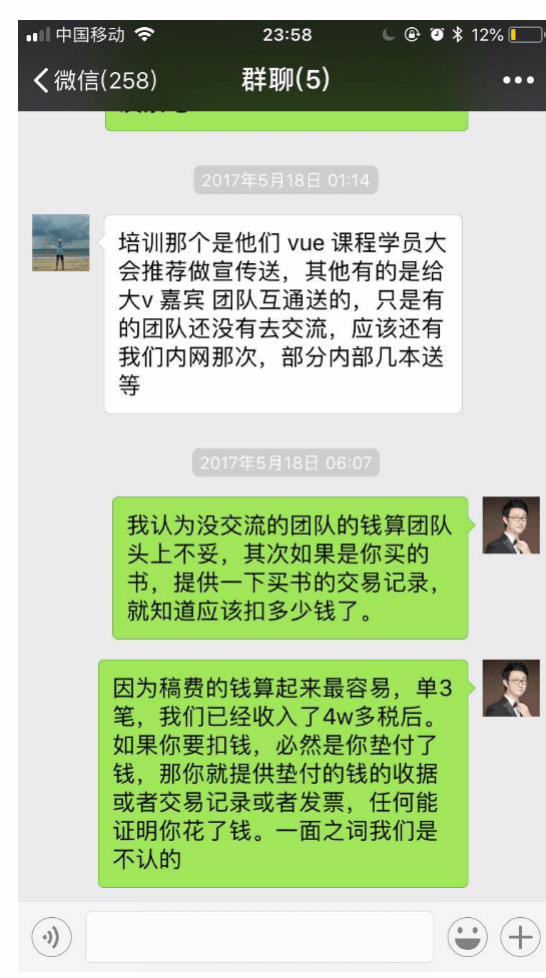 中国移动 23:58 12%
微信(258) 群聊(5)
2017年5月18日 01:14
培训那个是他们 vue 课程学员大
会推荐做宣传送，其他有的是给
大v 嘉宾 团队互通送的，只是有
的团队还没有去交流，应该还有
我们内网那次，部分内部几本送
等
2017年5月18日 06:07
我认为没交流的团队的钱算团队
头上不妥，其次如果是你买的
书，提供一下买书的交易记录，
就知道应该扣多少钱了。
因为稿费的钱算起来最容易，单3
笔，我们已经收入了4w多税后。
如果你要扣钱，必然是你垫付了
钱，那你就提供垫付的钱的收据
或者交易记录或者发票，任何能
证明你花了钱。一面之词我们是
不认的